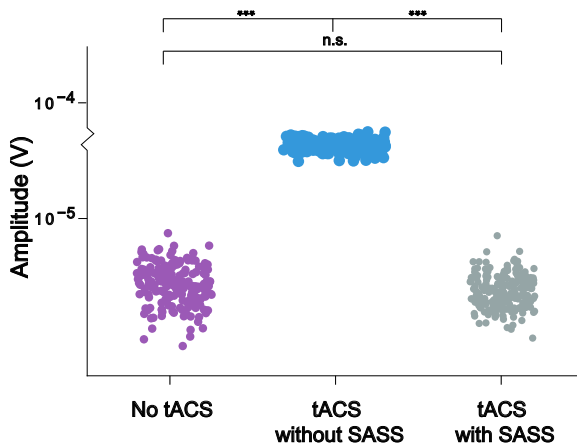 *** ***
n.s.
10⁻⁴
10⁻⁵
Amplitude (V)
No tACS
tACS
without SASS
tACS
with SASS